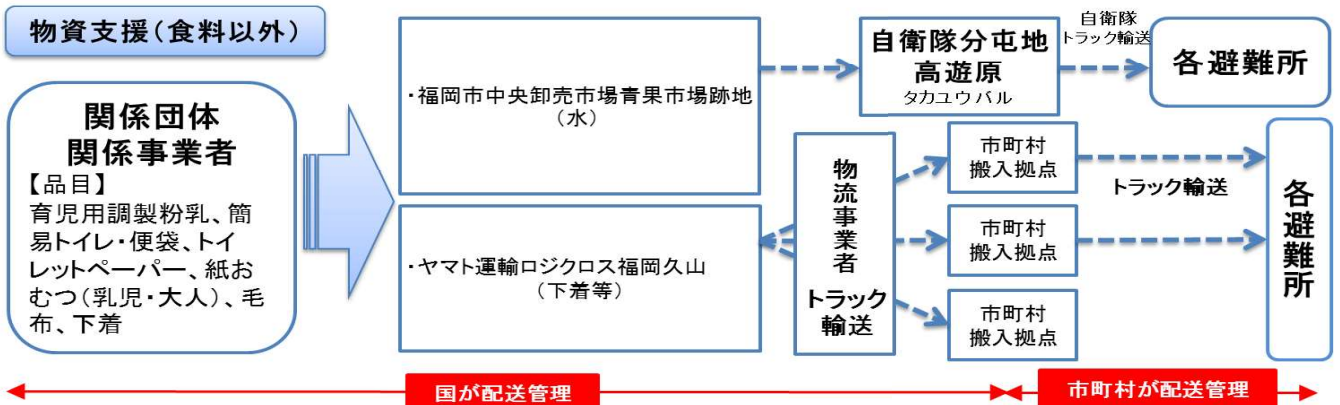 物資支援（食料以外）
関係団体
関係事業者
【品目】
育児用調製粉乳、簡
易トイレ・便袋、トイ
レットペーパー、紙お
むつ（乳児・大人）、毛
布、下着
・福岡市中央卸売市場青果市場跡地
（水）
自衛隊分屯地
高遊原
タカユウバル
自衛隊
トラック輸送
各避難所
・ヤマト運輸ロジクロス福岡久山
（下着等）
物流事業者
トラック
輸送
市町村
搬入拠点
市町村
搬入拠点
市町村
搬入拠点
トラック輸送
各避難所
国が配送管理
市町村が配送管理